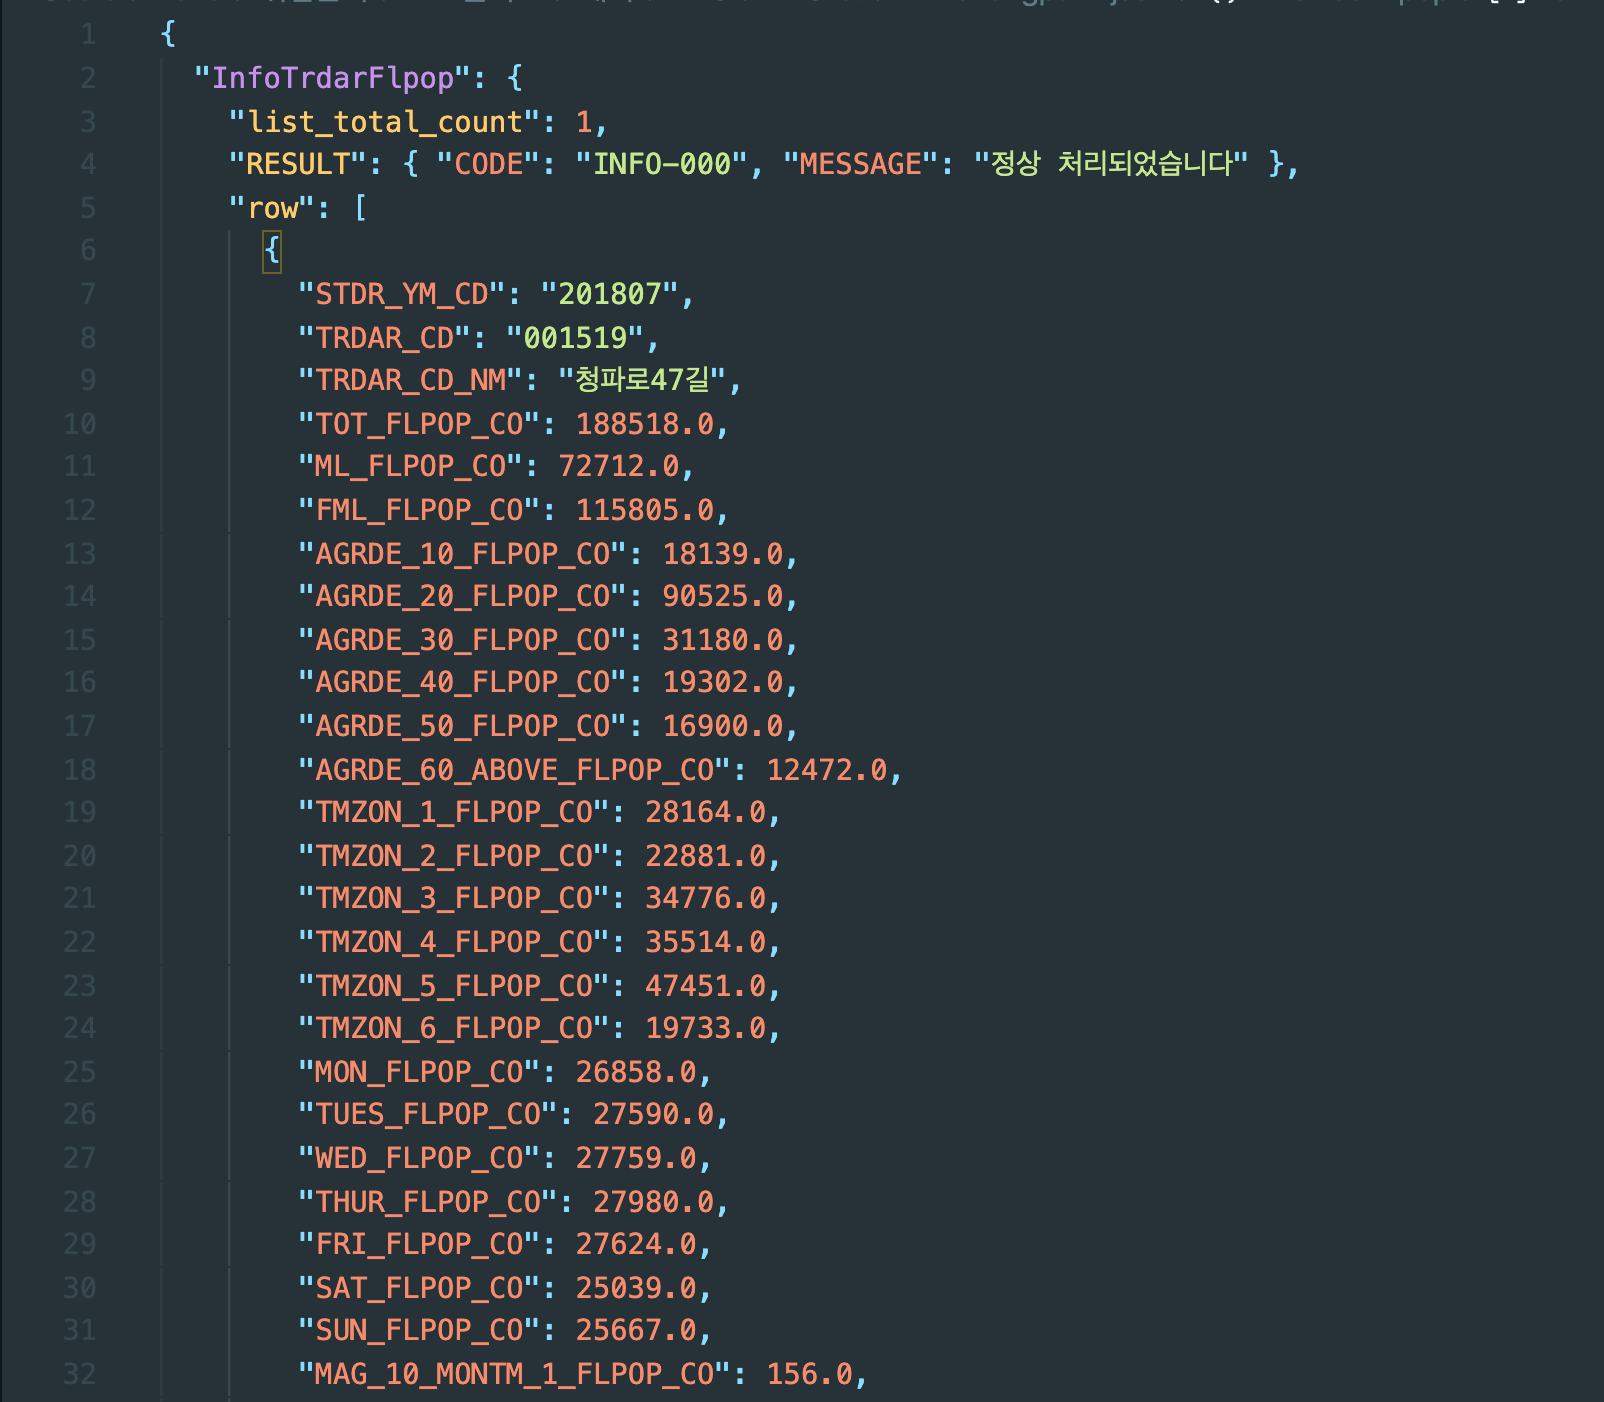 1 {
2 "InfoTrdarFlpop": {
3 "list_total_count": 1,
4 "RESULT": { "CODE": "INFO-000", "MESSAGE": "정상 처리되었습니다" },
5 "row": [
6 {
7 "STDR_YM_CD": "201807",
8 "TRDAR_CD": "001519",
9 "TRDAR_CD_NM": "청파로47길",
10 "TOT_FLPOP_CO": 188518.0,
11 "ML_FLPOP_CO": 72712.0,
12 "FML_FLPOP_CO": 115805.0,
13 "AGRDE_10_FLPOP_CO": 18139.0,
14 "AGRDE_20_FLPOP_CO": 90525.0,
15 "AGRDE_30_FLPOP_CO": 31180.0,
16 "AGRDE_40_FLPOP_CO": 19302.0,
17 "AGRDE_50_FLPOP_CO": 16900.0,
18 "AGRDE_60_ABOVE_FLPOP_CO": 12472.0,
19 "TMZON_1_FLPOP_CO": 28164.0,
20 "TMZON_2_FLPOP_CO": 22881.0,
21 "TMZON_3_FLPOP_CO": 34776.0,
22 "TMZON_4_FLPOP_CO": 35514.0,
23 "TMZON_5_FLPOP_CO": 47451.0,
24 "TMZON_6_FLPOP_CO": 19733.0,
25 "MON_FLPOP_CO": 26858.0,
26 "TUES_FLPOP_CO": 27590.0,
27 "WED_FLPOP_CO": 27759.0,
28 "THUR_FLPOP_CO": 27980.0,
29 "FRI_FLPOP_CO": 27624.0,
30 "SAT_FLPOP_CO": 25039.0,
31 "SUN_FLPOP_CO": 25667.0,
32 "MAG_10_MONTM_1_FLPOP_CO": 156.0,